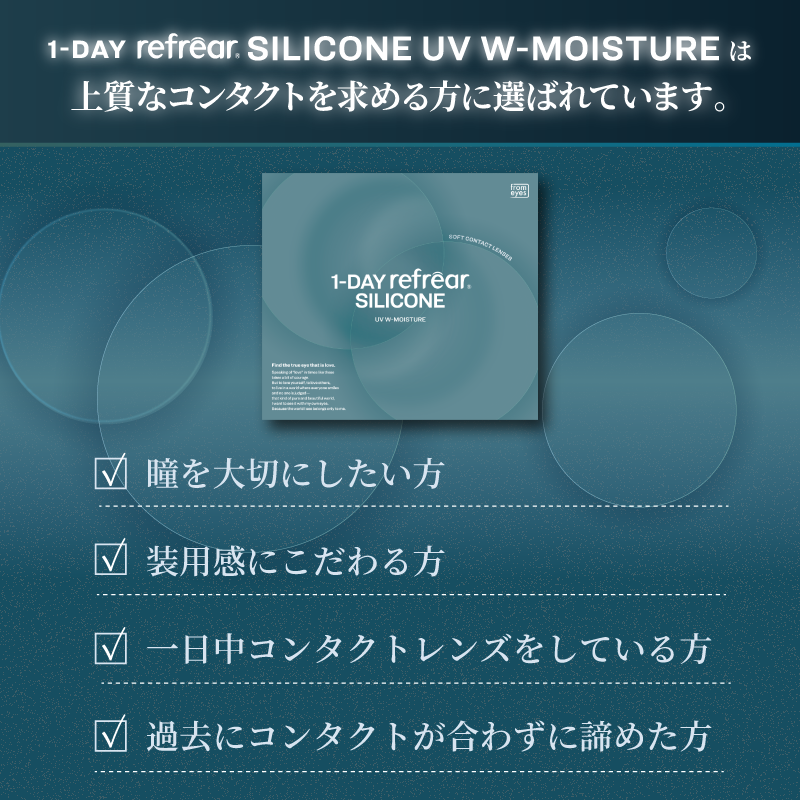 1-DAY refrear® SILICONE UV W-MOISTURE は
上質なコンタクトを求める方に選ばれています。
from eyes
SOFT CONTACT LENSES
1-DAY refrear®
SILICONE
UV W-MOISTURE
Find the true eye that is love.
瞳を大切にしたい方
装用感にこだわる方
一日中コンタクトレンズをしている方
過去にコンタクトが合わずに諦めた方